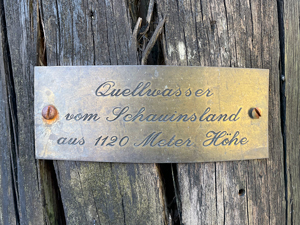 Quellwasser
vom Schauinsland
aus 1120 Meter, Höhe